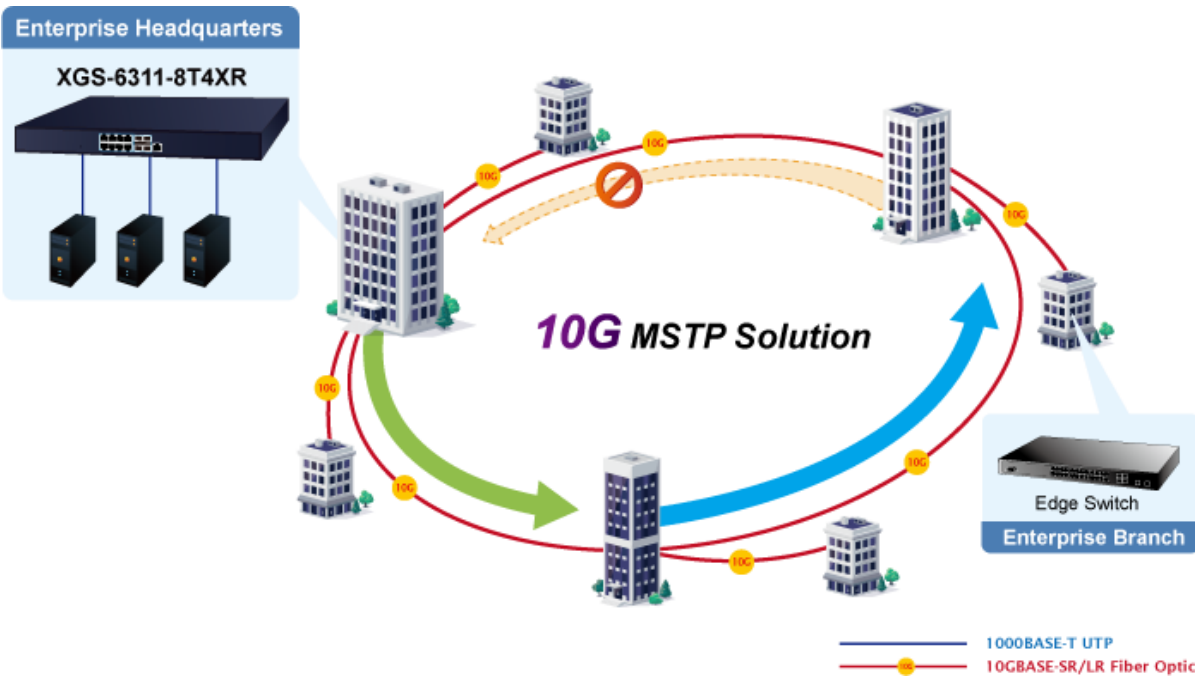 Enterprise Headquarters
XGS-6311-8T4XR
10G
10G
10G
10G MSTP Solution
10G
10G
10G
10G
Edge Switch
Enterprise Branch
1000BASE-T UTP
10G
10GBASE-SR/LR Fiber Optic